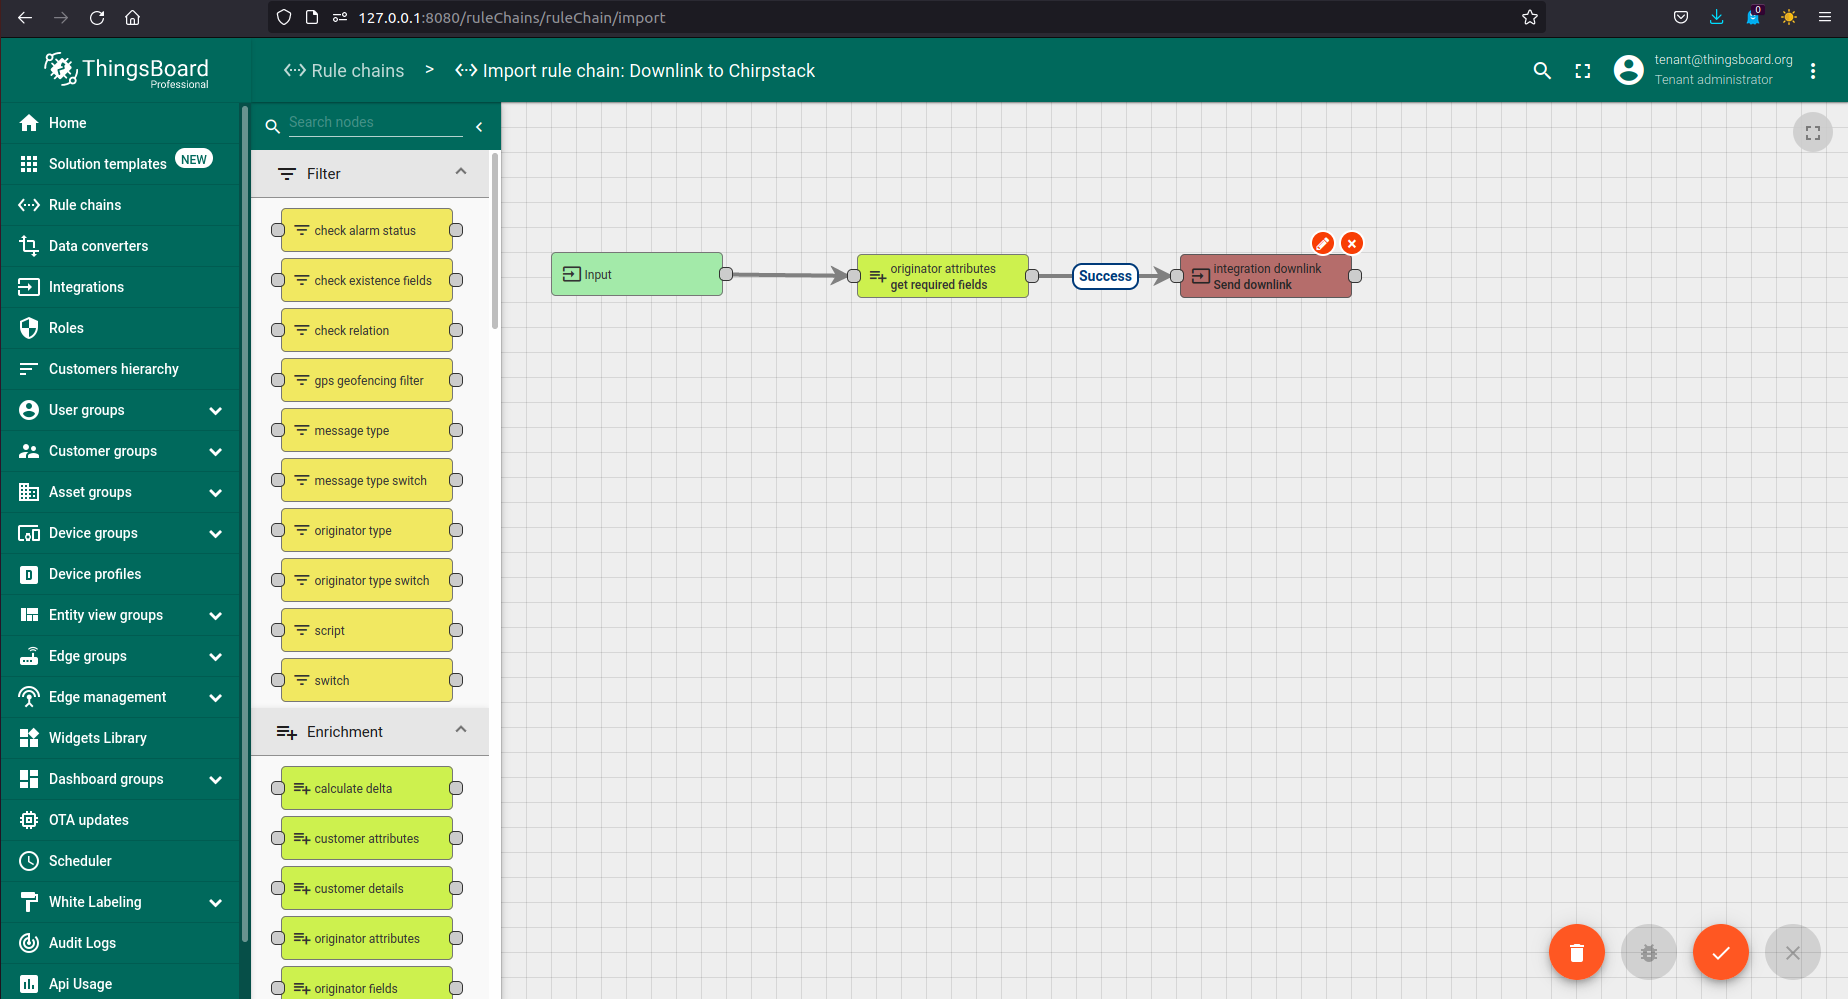 127.0.0.1:8080/ruleChains/ruleChain/import
0
ThingsBoard
Professional
Rule chains > Import rule chain: Downlink to Chirpstack
tenant@thingsboard.org
Tenant administrator
Home
Solution templates NEW
Rule chains
Data converters
Integrations
Roles
Customers hierarchy
User groups
Customer groups
Asset groups
Device groups
Device profiles
Entity view groups
Edge groups
Edge management
Widgets Library
Dashboard groups
OTA updates
Scheduler
White Labeling
Audit Logs
Api Usage
Search nodes
Filter
check alarm status
check existence fields
check relation
gps geofencing filter
message type
message type switch
originator type
originator type switch
script
switch
Enrichment
calculate delta
customer attributes
customer details
originator attributes
originator fields
Input
originator attributes
get required fields
Success
integration downlink
Send downlink